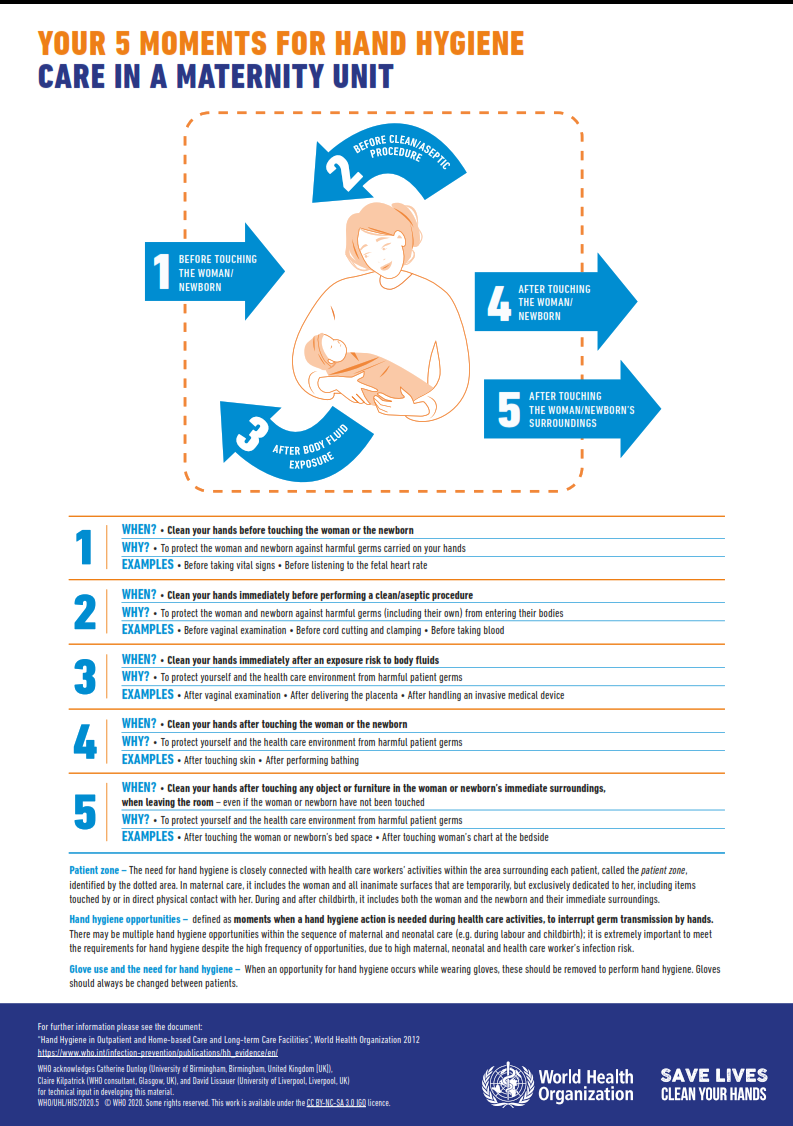 YOUR 5 MOMENTS FOR HAND HYGIENE
CARE IN A MATERNITY UNIT
2
BEFORE CLEAN/ASEPTIC
PROCEDURE
1
BEFORE TOUCHING
THE WOMAN/
NEWBORN
4
AFTER TOUCHING
THE WOMAN/
NEWBORN
5
AFTER TOUCHING
THE WOMAN/NEWBORN'S
SURROUNDINGS
3
AFTER BODY FLUID
EXPOSURE
1
WHEN? • Clean your hands before touching the woman or the newborn
WHY? • To protect the woman and newborn against harmful germs carried on your hands
EXAMPLES • Before taking vital signs • Before listening to the fetal heart rate
2
WHEN? • Clean your hands immediately before performing a clean/aseptic procedure
WHY? • To protect the woman and newborn against harmful germs (including their own) from entering their bodies
EXAMPLES • Before vaginal examination • Before cord cutting and clamping • Before taking blood
3
WHEN? • Clean your hands immediately after an exposure risk to body fluids
WHY? • To protect yourself and the health care environment from harmful patient germs
EXAMPLES • After vaginal examination • After delivering the placenta • After handling an invasive medical device
4
WHEN? • Clean your hands after touching the woman or the newborn
WHY? • To protect yourself and the health care environment from harmful patient germs
EXAMPLES • After touching skin • After performing bathing
5
WHEN? • Clean your hands after touching any object or furniture in the woman or newborn's immediate surroundings,
when leaving the room – even if the woman or newborn have not been touched
WHY? • To protect yourself and the health care environment from harmful patient germs
EXAMPLES • After touching the woman or newborn's bed space • After touching woman's chart at the bedside
Patient zone – The need for hand hygiene is closely connected with health care workers' activities within the area surrounding each patient, called the patient zone,
identified by the dotted area. In maternal care, it includes the woman and all inanimate surfaces that are temporarily, but exclusively dedicated to her, including items
touched by or in direct physical contact with her. During and after childbirth, it includes both the woman and the newborn and their immediate surroundings.
Hand hygiene opportunities – defined as moments when a hand hygiene action is needed during health care activities, to interrupt germ transmission by hands.
There may be multiple hand hygiene opportunities within the sequence of maternal and neonatal care (e.g. during labour and childbirth); it is extremely important to meet
the requirements for hand hygiene despite the high frequency of opportunities, due to high maternal, neonatal and health care worker's infection risk.
Glove use and the need for hand hygiene – When an opportunity for hand hygiene occurs while wearing gloves, these should be removed to perform hand hygiene. Gloves
should always be changed between patients.
For further information please see the document:
"Hand Hygiene in Outpatient and Home-based Care and Long-term Care Facilities", World Health Organization 2012
https://www.who.int/infection-prevention/publications/hh_evidence/en/
WHO acknowledges Catherine Dunlop (University of Birmingham, Birmingham, United Kingdom [UK]),
Claire Kilpatrick (WHO consultant, Glasgow, UK), and David Lissauer (University of Liverpool, Liverpool, UK)
for technical input in developing this material.
WHO/UHL/HIS/2020.5 © WHO 2020. Some rights reserved. This work is available under the CC BY-NC-SA 3.0 IGO licence.
World Health
Organization
SAVE LIVES
CLEAN YOUR HANDS